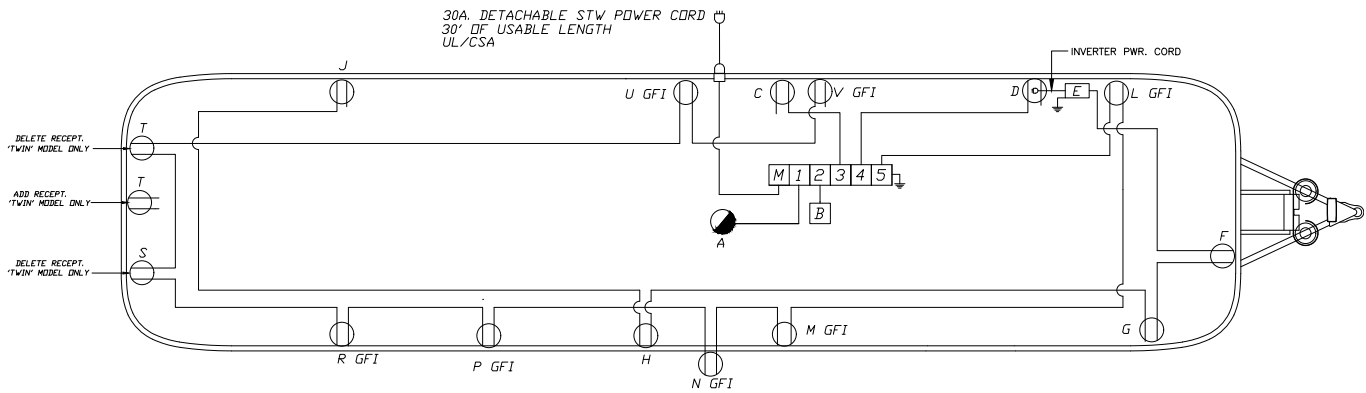 30A. DETACHABLE STW POWER CORD
30' OF USABLE LENGTH
UL/CSA
INVERTER PWR. CORD
J
U GFI
C
V GFI
D
E
L GFI
DELETE RECEPT.
'TWIN' MODEL ONLY
T
ADD RECEPT.
'TWIN' MODEL ONLY
T
M 1 2 3 4 5
B
A
DELETE RECEPT.
'TWIN' MODEL ONLY
S
F
R GFI
P GFI
H
N GFI
M GFI
G